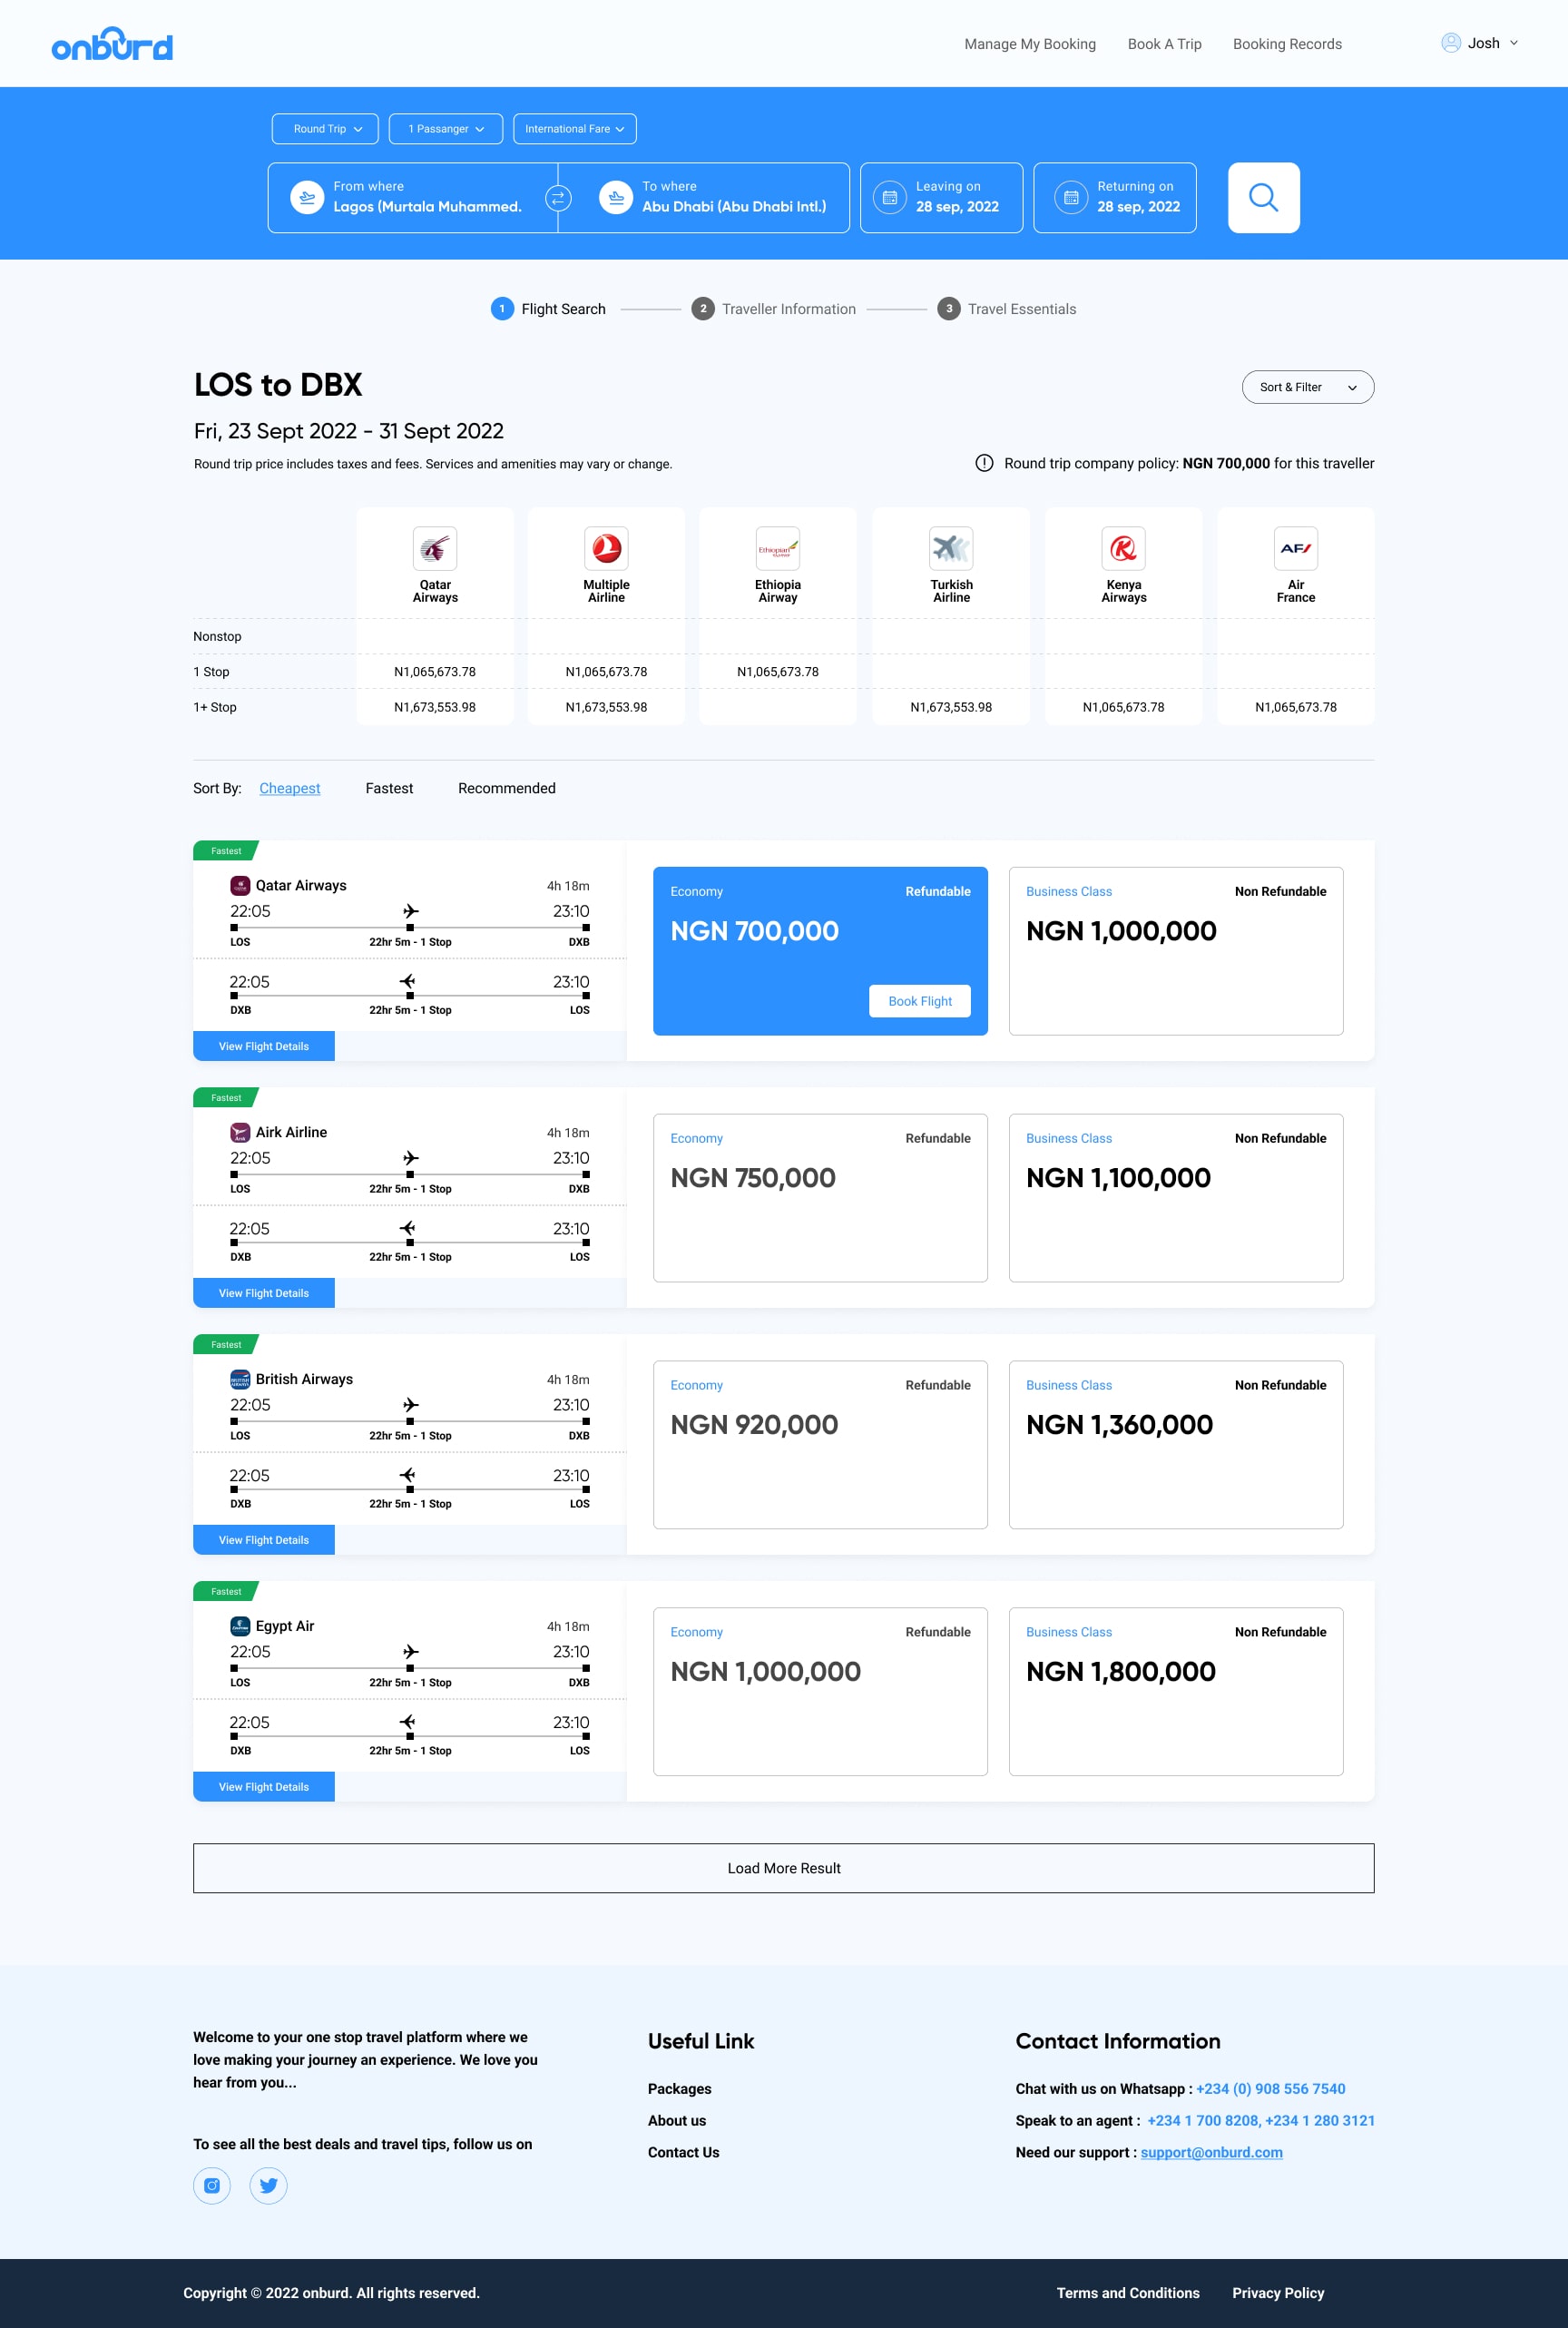 onburd
Manage My Booking Book A Trip Booking Records Josh
Round Trip 1 Passanger International Fare
From where To where Leaving on Returning on
Lagos (Murtala Muhammed. Abu Dhabi (Abu Dhabi Intl.) 28 sep, 2022 28 sep, 2022
1 Flight Search 2 Traveller Information 3 Travel Essentials
LOS to DBX Sort & Filter
Fri, 23 Sept 2022 - 31 Sept 2022
Round trip price includes taxes and fees. Services and amenities may vary or change. Round trip company policy: NGN 700,000 for this traveller
Ethiopian AF
Qatar Multiple Ethiopia Turkish Kenya Air
Airways Airline Airway Airline Airways France
Nonstop
1 Stop N1,065,673.78 N1,065,673.78 N1,065,673.78
1+ Stop N1,673,553.98 N1,673,553.98 N1,673,553.98 N1,065,673.78 N1,065,673.78
Sort By: Cheapest Fastest Recommended
Fastest
Qatar Airways 4h 18m
22:05 23:10
LOS 22hr 5m - 1 Stop DXB
22:05 23:10
DXB 22hr 5m - 1 Stop LOS
View Flight Details
Economy Refundable
NGN 700,000
Book Flight
Business Class Non Refundable
NGN 1,000,000
Fastest
Airk Airline 4h 18m
22:05 23:10
LOS 22hr 5m - 1 Stop DXB
22:05 23:10
DXB 22hr 5m - 1 Stop LOS
View Flight Details
Economy Refundable
NGN 750,000
Business Class Non Refundable
NGN 1,100,000
Fastest
British Airways 4h 18m
22:05 23:10
LOS 22hr 5m - 1 Stop DXB
22:05 23:10
DXB 22hr 5m - 1 Stop LOS
View Flight Details
Economy Refundable
NGN 920,000
Business Class Non Refundable
NGN 1,360,000
Fastest
Egypt Air 4h 18m
22:05 23:10
LOS 22hr 5m - 1 Stop DXB
22:05 23:10
DXB 22hr 5m - 1 Stop LOS
View Flight Details
Economy Refundable
NGN 1,000,000
Business Class Non Refundable
NGN 1,800,000
Load More Result
Welcome to your one stop travel platform where we
love making your journey an experience. We love you
hear from you...
To see all the best deals and travel tips, follow us on
Useful Link
Packages
About us
Contact Us
Contact Information
Chat with us on Whatsapp : +234 (0) 908 556 7540
Speak to an agent : +234 1 700 8208, +234 1 280 3121
Need our support : support@onburd.com
Copyright © 2022 onburd. All rights reserved. Terms and Conditions Privacy Policy